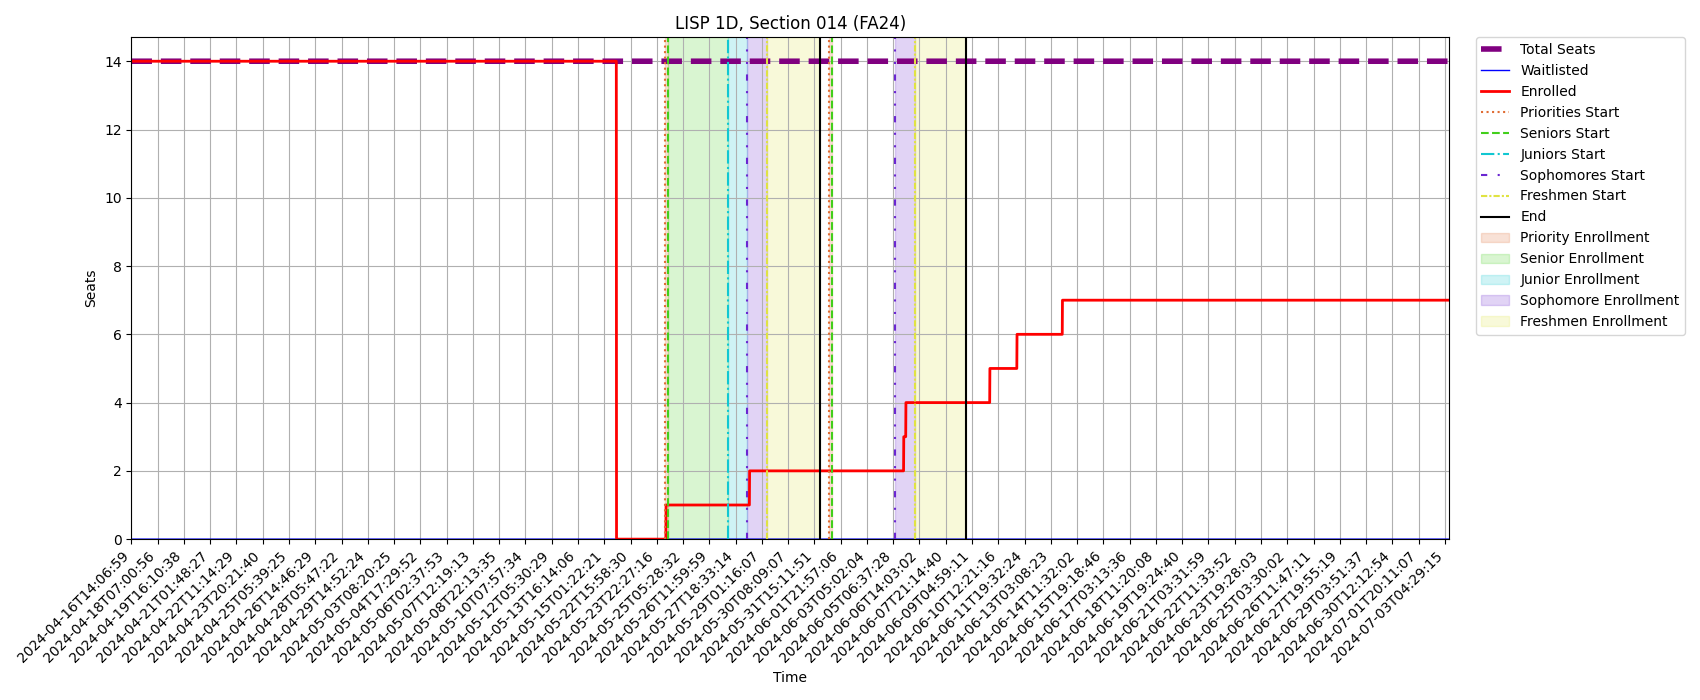 LISP 1D, Section 014 (FA24)
14
12
10
8
6
4
2
0
Seats
2024-04-16T14:06:59
2024-04-18T07:00:56
2024-04-19T16:10:38
2024-04-21T01:48:27
2024-04-22T11:14:29
2024-04-23T20:21:40
2024-04-25T05:39:25
2024-04-26T14:46:29
2024-04-28T05:47:22
2024-04-29T14:52:24
2024-05-03T08:20:25
2024-05-04T17:29:52
2024-05-06T02:37:53
2024-05-07T12:19:13
2024-05-08T22:13:35
2024-05-10T07:57:34
2024-05-12T05:30:29
2024-05-13T16:14:06
2024-05-15T01:22:21
2024-05-22T15:58:30
2024-05-23T22:27:16
2024-05-25T05:28:32
2024-05-26T11:59:59
2024-05-27T18:33:14
2024-05-29T01:16:07
2024-05-30T08:09:07
2024-05-31T15:11:51
2024-06-01T21:57:06
2024-06-03T05:02:04
2024-06-05T06:37:28
2024-06-06T14:03:02
2024-06-07T21:14:40
2024-06-09T04:59:11
2024-06-10T12:21:16
2024-06-11T19:32:24
2024-06-13T03:08:23
2024-06-14T11:32:02
2024-06-15T19:18:46
2024-06-17T03:13:36
2024-06-18T11:20:08
2024-06-19T19:24:40
2024-06-21T03:31:59
2024-06-22T11:33:52
2024-06-23T19:28:03
2024-06-25T03:30:02
2024-06-26T11:47:11
2024-06-27T19:55:19
2024-06-29T03:51:37
2024-06-30T12:12:54
2024-07-01T20:11:07
2024-07-03T04:29:15
Time
Total Seats
Waitlisted
Enrolled
Priorities Start
Seniors Start
Juniors Start
Sophomores Start
Freshmen Start
End
Priority Enrollment
Senior Enrollment
Junior Enrollment
Sophomore Enrollment
Freshmen Enrollment